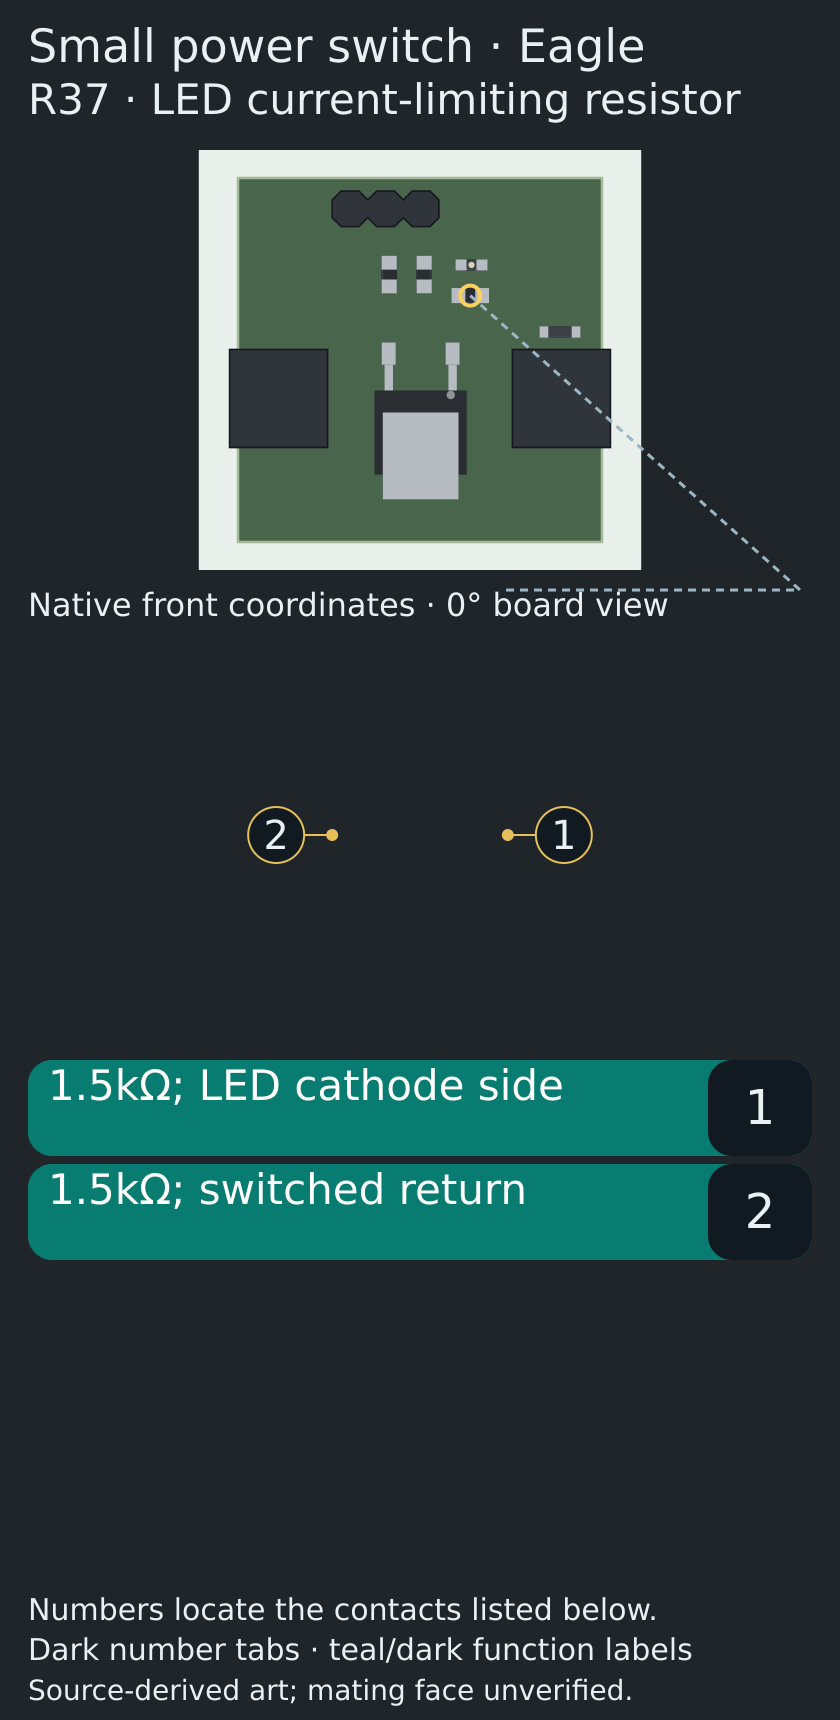 Small power switch · Eagle
R37 · LED current-limiting resistor
Native front coordinates · 0° board view
2
1
1.5kΩ; LED cathode side
1
1.5kΩ; switched return
2
Numbers locate the contacts listed below.
Dark number tabs · teal/dark function labels
Source-derived art; mating face unverified.